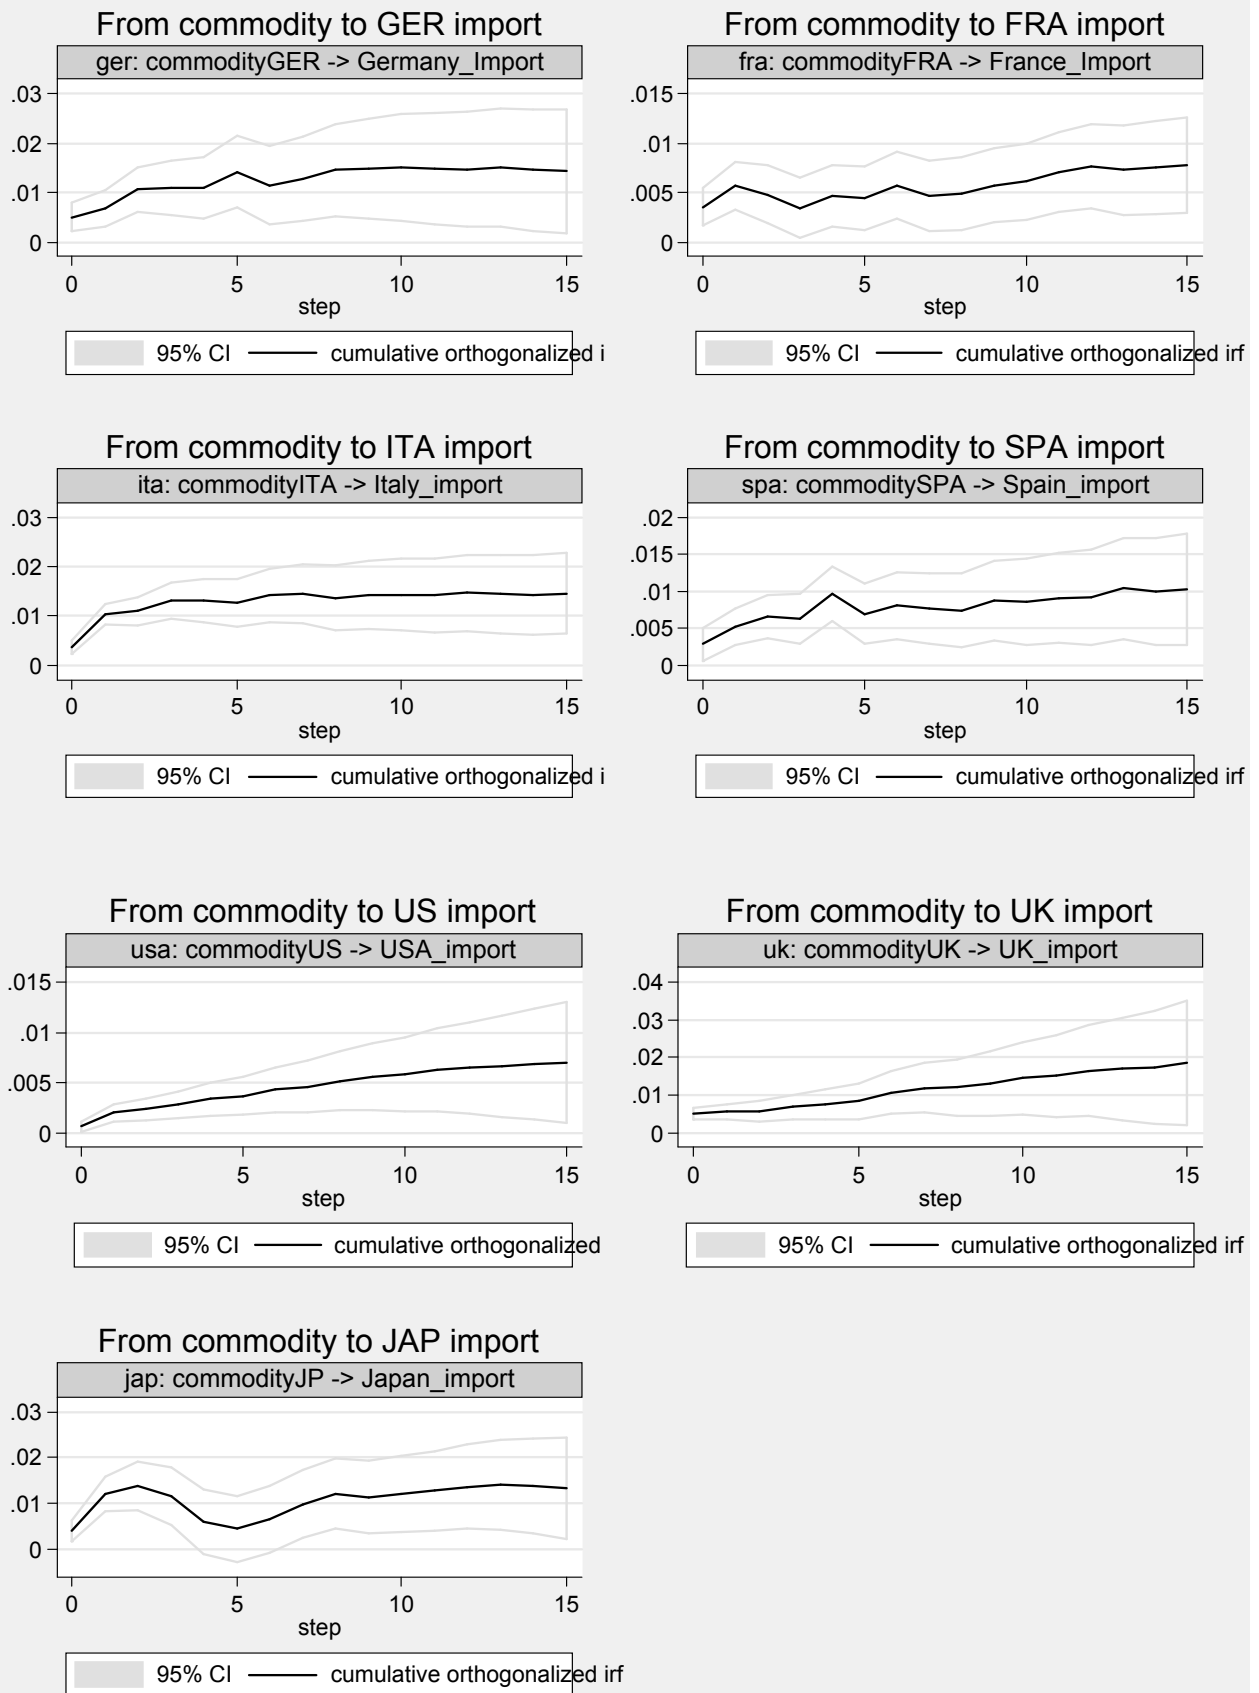 From commodity to GER import
ger: commodityGER -> Germany_Import
.03
.02
.01
0
0 5 10 15
step
95% CI cumulative orthogonalized i
From commodity to FRA import
fra: commodityFRA -> France_Import
.015
.01
.005
0
0 5 10 15
step
95% CI cumulative orthogonalized irf
From commodity to ITA import
ita: commodityITA -> Italy_import
.03
.02
.01
0
0 5 10 15
step
95% CI cumulative orthogonalized i
From commodity to SPA import
spa: commoditySPA -> Spain_import
.02
.015
.01
.005
0
0 5 10 15
step
95% CI cumulative orthogonalized irf
From commodity to US import
usa: commodityUS -> USA_import
.015
.01
.005
0
0 5 10 15
step
95% CI cumulative orthogonalized
From commodity to UK import
uk: commodityUK -> UK_import
.04
.03
.02
.01
0
0 5 10 15
step
95% CI cumulative orthogonalized irf
From commodity to JAP import
jap: commodityJP -> Japan_import
.03
.02
.01
0
0 5 10 15
step
95% CI cumulative orthogonalized irf